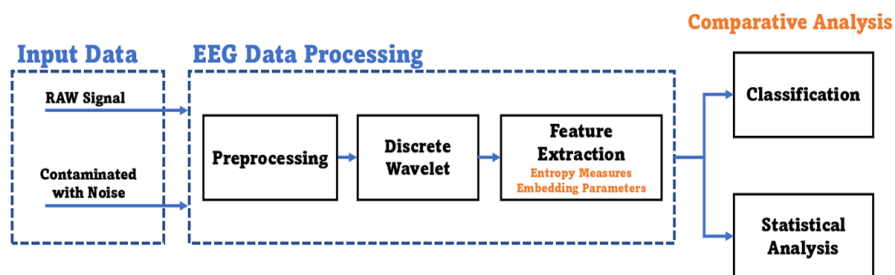 Comparative Analysis
Input Data
EEG Data Processing
RAW Signal
Contaminated
with Noise
Preprocessing
Discrete
Wavelet
Feature
Extraction
Entropy Measures
Embedding Parameters
Classification
Statistical
Analysis